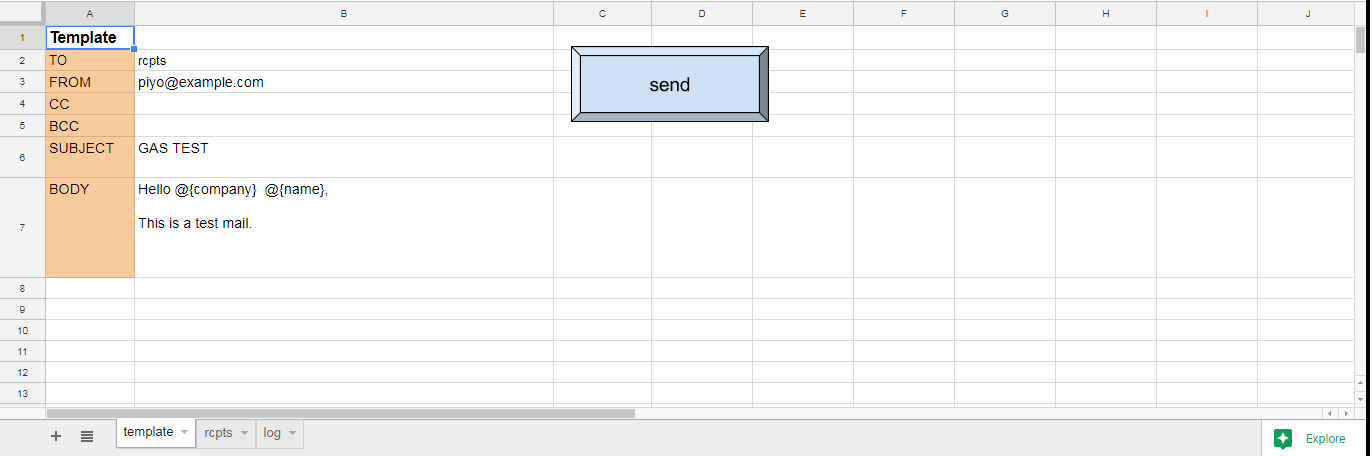 A B C D E F G H I J
1 Template
2 TO rcpts
3 FROM piyo@example.com
send
4 CC
5 BCC
6 SUBJECT GAS TEST
7 BODY Hello @{company}  @{name},
This is a test mail.
8
9
10
11
12
13
template rcpts log Explore